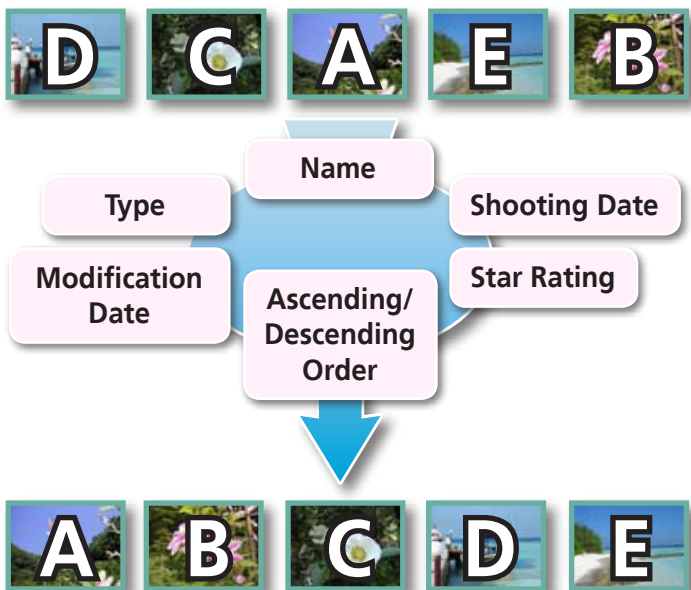 D C A E B
Name
Type
Shooting Date
Modification
Date
Star Rating
Ascending/
Descending
Order
A B C D E